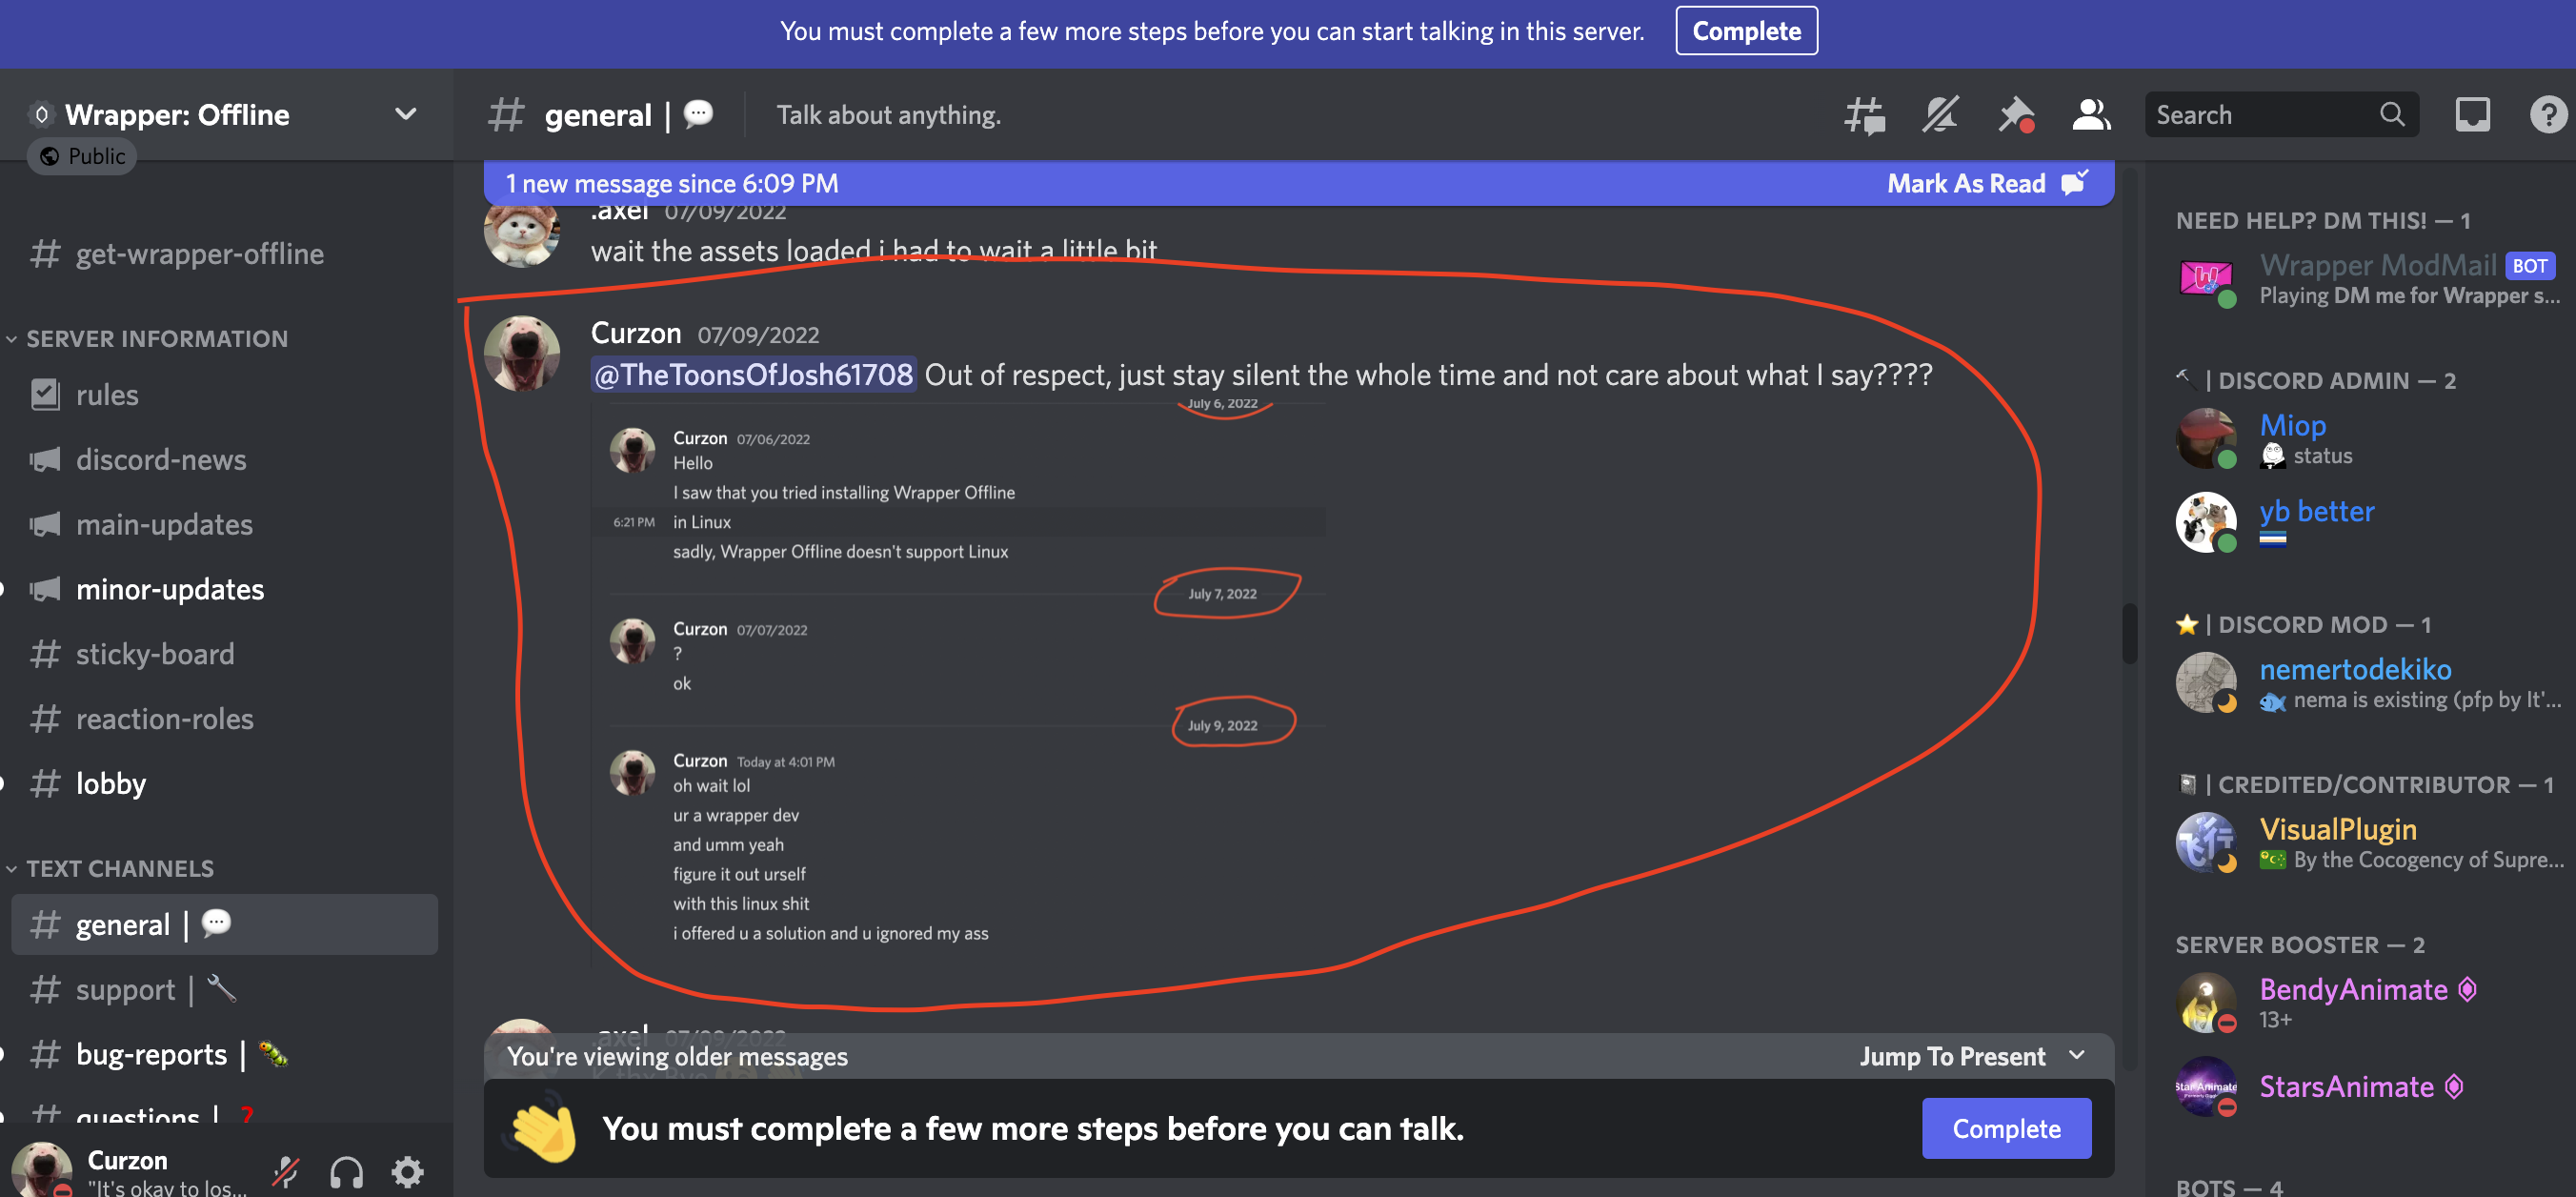 You must complete a few more steps before you can start talking in this server. Complete
Wrapper: Offline
Public
get-wrapper-offline
SERVER INFORMATION
rules
discord-news
main-updates
minor-updates
sticky-board
reaction-roles
lobby
TEXT CHANNELS
general |
support |
bug-reports |
questions | ?
Curzon
"It's okay to los...
general | Talk about anything.
Search
1 new message since 6:09 PM Mark As Read
.axel 07/09/2022
wait the assets loaded i had to wait a little bit
Curzon 07/09/2022
@TheToonsOfJosh61708 Out of respect, just stay silent the whole time and not care about what I say????
July 6, 2022
Curzon 07/06/2022
Hello
I saw that you tried installing Wrapper Offline
6:21 PM in Linux
sadly, Wrapper Offline doesn't support Linux
July 7, 2022
Curzon 07/07/2022
?
ok
July 9, 2022
Curzon Today at 4:01 PM
oh wait lol
ur a wrapper dev
and umm yeah
figure it out urself
with this linux shit
i offered u a solution and u ignored my ass
.axel 07/09/2022
You're viewing older messages Jump To Present
You must complete a few more steps before you can talk. Complete
NEED HELP? DM THIS! — 1
Wrapper ModMail BOT
Playing DM me for Wrapper s...
| DISCORD ADMIN — 2
Miop
status
yb better
| DISCORD MOD — 1
nemertodekiko
nema is existing (pfp by It'...
| CREDITED/CONTRIBUTOR — 1
VisualPlugin
By the Cocogency of Supre...
SERVER BOOSTER — 2
BendyAnimate
13+
StarsAnimate
BOTS — 4